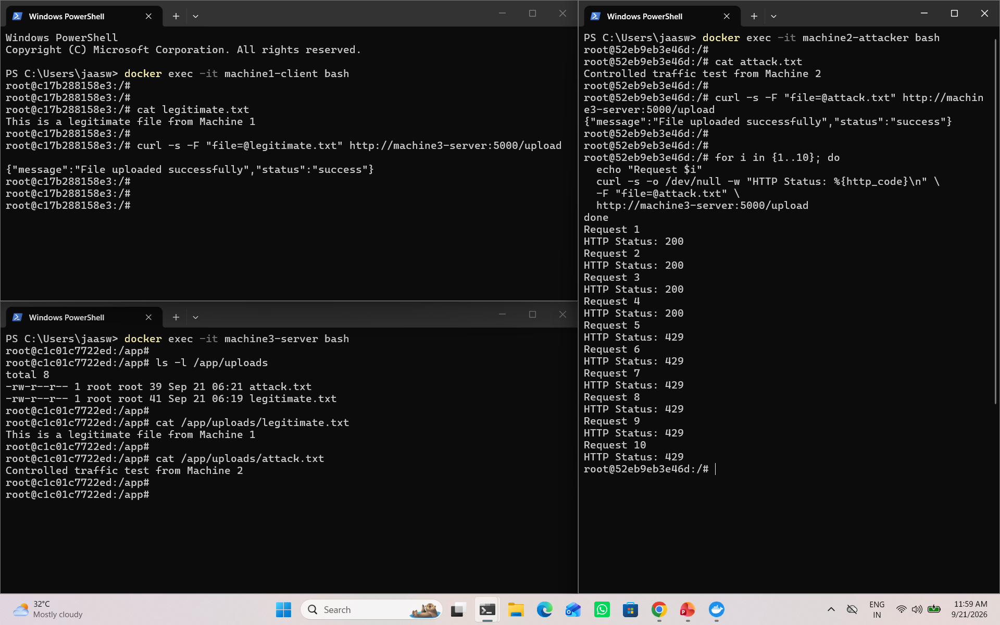 Windows PowerShell
Windows PowerShell
Copyright (C) Microsoft Corporation. All rights reserved.
PS C:\Users\jaasw> docker exec -it machine1-client bash
root@c17b288158e3:/#
root@c17b288158e3:/#
root@c17b288158e3:/# cat legitimate.txt
This is a legitimate file from Machine 1
root@c17b288158e3:/#
root@c17b288158e3:/# curl -s -F "file=@legitimate.txt" http://machine3-server:5000/upload
{"message":"File uploaded successfully","status":"success"}
root@c17b288158e3:/#
root@c17b288158e3:/#
root@c17b288158e3:/#
Windows PowerShell
PS C:\Users\jaasw> docker exec -it machine3-server bash
root@c1c01c7722ed:/app#
root@c1c01c7722ed:/app# ls -l /app/uploads
total 8
-rw-r--r-- 1 root root 39 Sep 21 06:21 attack.txt
-rw-r--r-- 1 root root 41 Sep 21 06:19 legitimate.txt
root@c1c01c7722ed:/app#
root@c1c01c7722ed:/app# cat /app/uploads/legitimate.txt
This is a legitimate file from Machine 1
root@c1c01c7722ed:/app#
root@c1c01c7722ed:/app# cat /app/uploads/attack.txt
Controlled traffic test from Machine 2
root@c1c01c7722ed:/app#
root@c1c01c7722ed:/app#
Windows PowerShell
PS C:\Users\jaasw> docker exec -it machine2-attacker bash
root@52eb9eb3e46d:/#
root@52eb9eb3e46d:/# cat attack.txt
Controlled traffic test from Machine 2
root@52eb9eb3e46d:/#
root@52eb9eb3e46d:/# curl -s -F "file=@attack.txt" http://machin
e3-server:5000/upload
{"message":"File uploaded successfully","status":"success"}
root@52eb9eb3e46d:/#
root@52eb9eb3e46d:/#
root@52eb9eb3e46d:/# for i in {1..10}; do
echo "Request $i"
curl -s -o /dev/null -w "HTTP Status: %{http_code}\n" \
-F "file=@attack.txt" \
http://machine3-server:5000/upload
done
Request 1
HTTP Status: 200
Request 2
HTTP Status: 200
Request 3
HTTP Status: 200
Request 4
HTTP Status: 200
Request 5
HTTP Status: 429
Request 6
HTTP Status: 429
Request 7
HTTP Status: 429
Request 8
HTTP Status: 429
Request 9
HTTP Status: 429
Request 10
HTTP Status: 429
root@52eb9eb3e46d:/#
32°C
Mostly cloudy
Search
ENG
IN
11:59 AM
9/21/2026